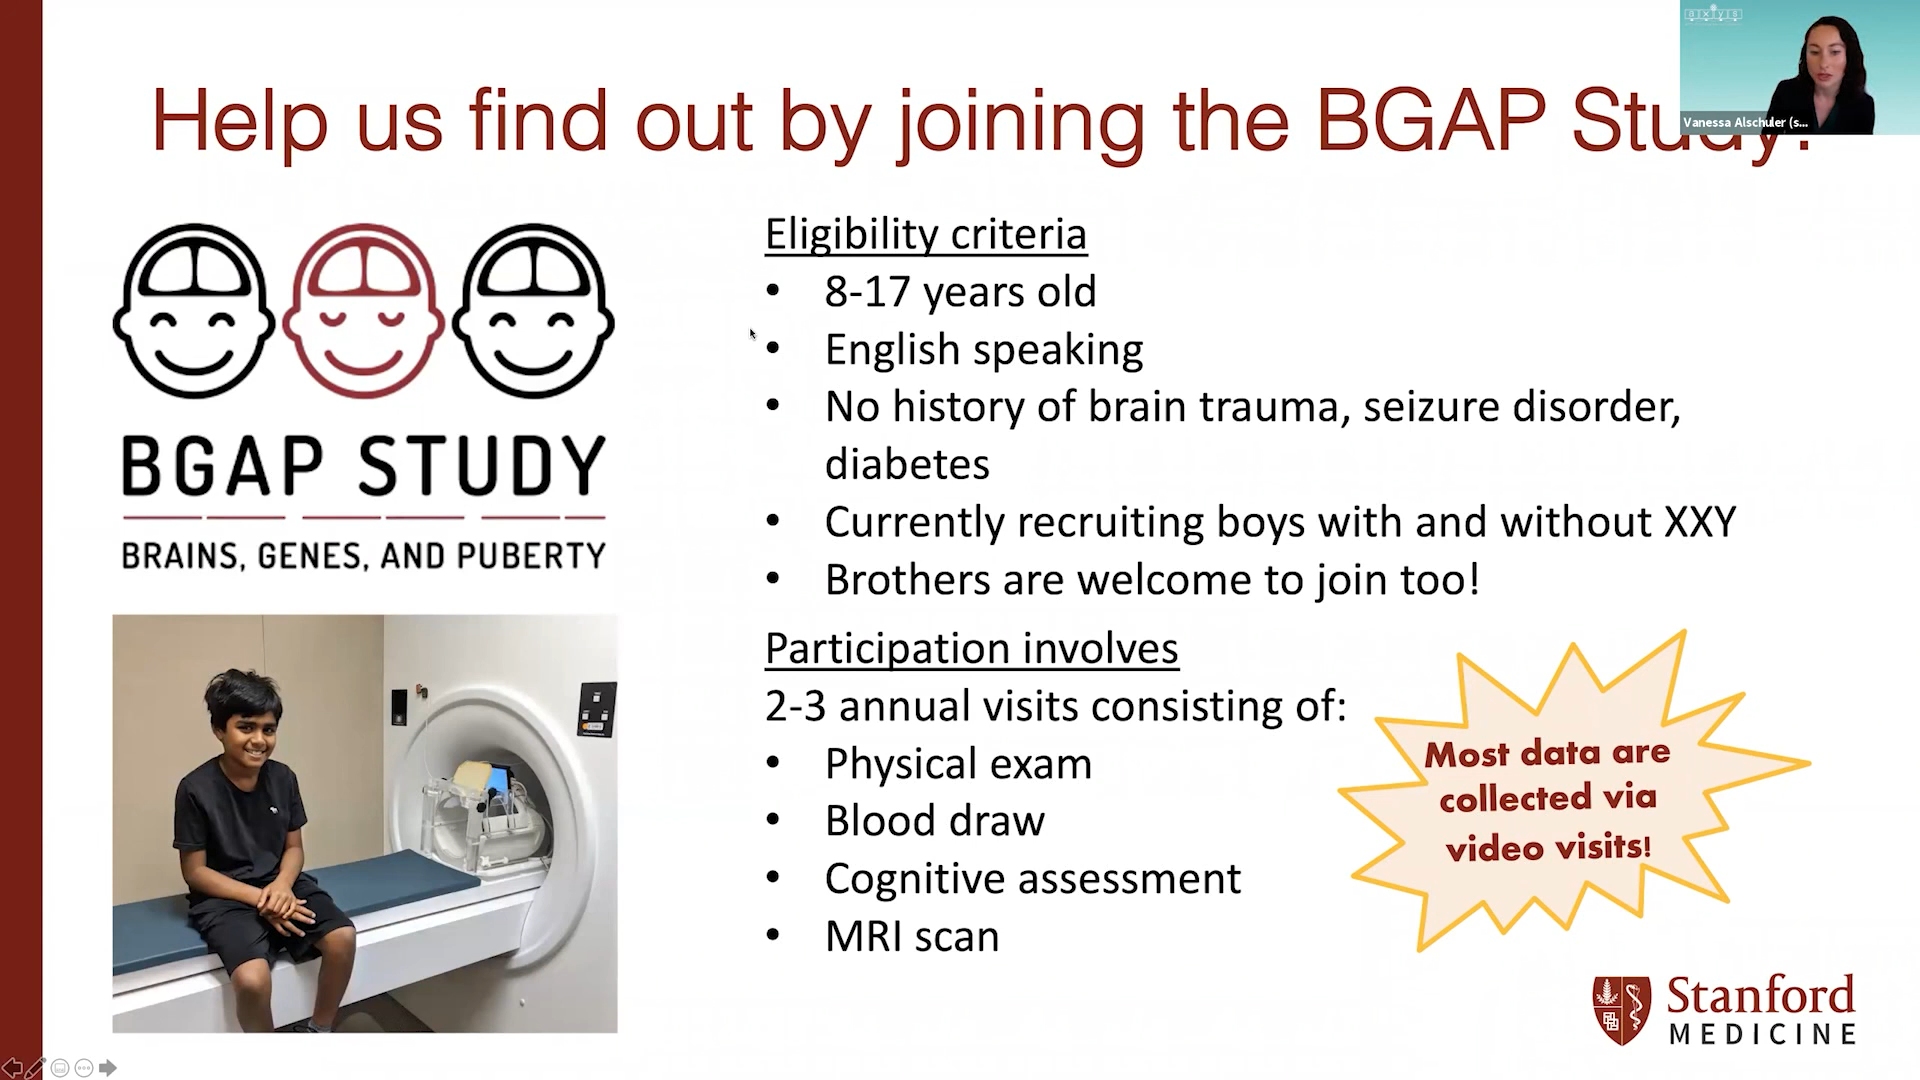 axys
Vanessa Alschuler (s...
Help us find out by joining the BGAP Study!
BGAP STUDY
BRAINS, GENES, AND PUBERTY
Eligibility criteria
• 8-17 years old
• English speaking
• No history of brain trauma, seizure disorder,
diabetes
• Currently recruiting boys with and without XXY
• Brothers are welcome to join too!
Participation involves
2-3 annual visits consisting of:
• Physical exam
• Blood draw
• Cognitive assessment
• MRI scan
Most data are
collected via
video visits!
Stanford
MEDICINE